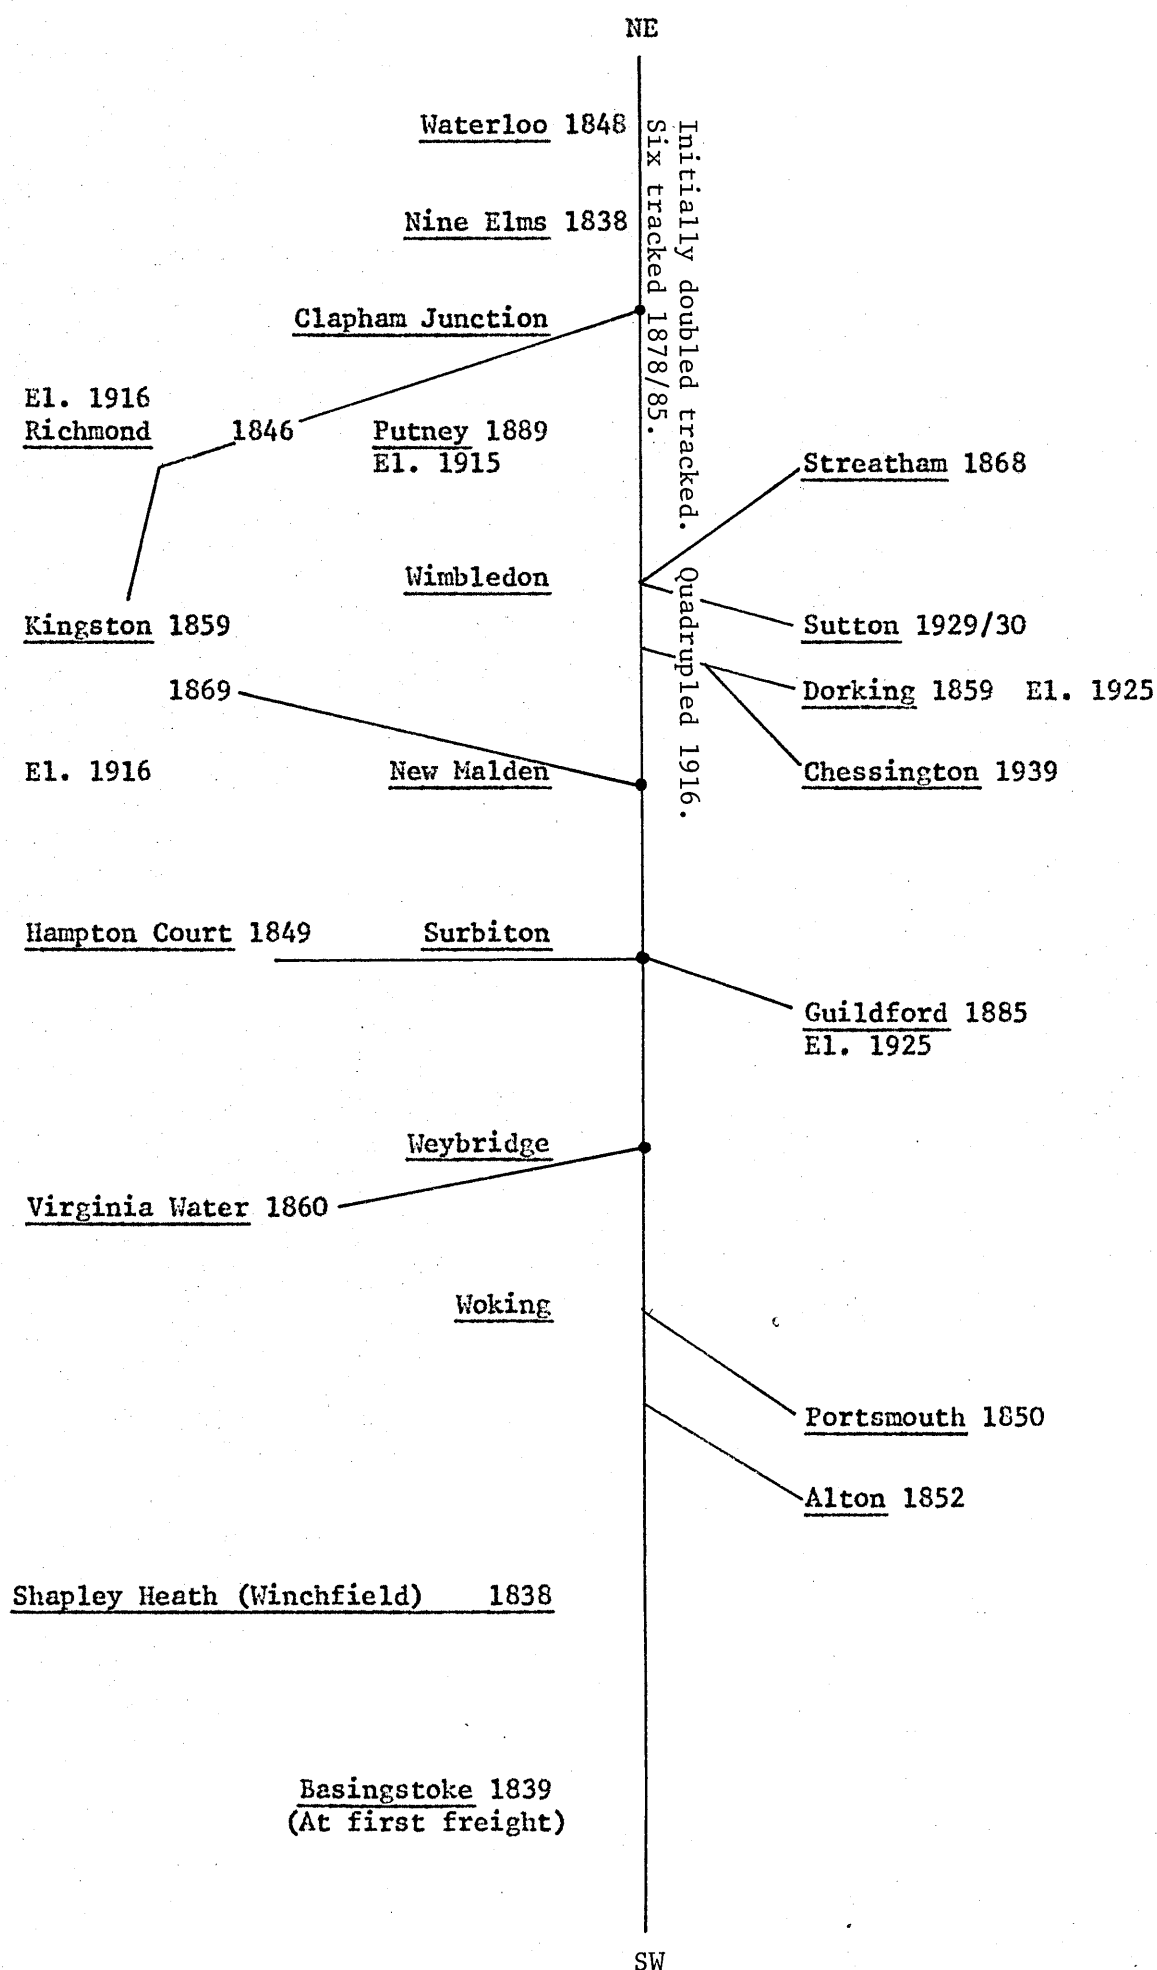 NE
Waterloo 1848
Initially doubled tracked. Quadrupled 1916.
Six tracked 1878/85.
Nine Elms 1838
Clapham Junction
El. 1916
Richmond 1846
Putney 1889
El. 1915
Streatham 1868
Wimbledon
Kingston 1859
Sutton 1929/30
1869
Dorking 1859 El. 1925
El. 1916
New Malden
Chessington 1939
Hampton Court 1849
Surbiton
Guildford 1885
El. 1925
Weybridge
Virginia Water 1860
Woking
Portsmouth 1850
Alton 1852
Shapley Heath (Winchfield) 1838
Basingstoke 1839
(At first freight)
SW